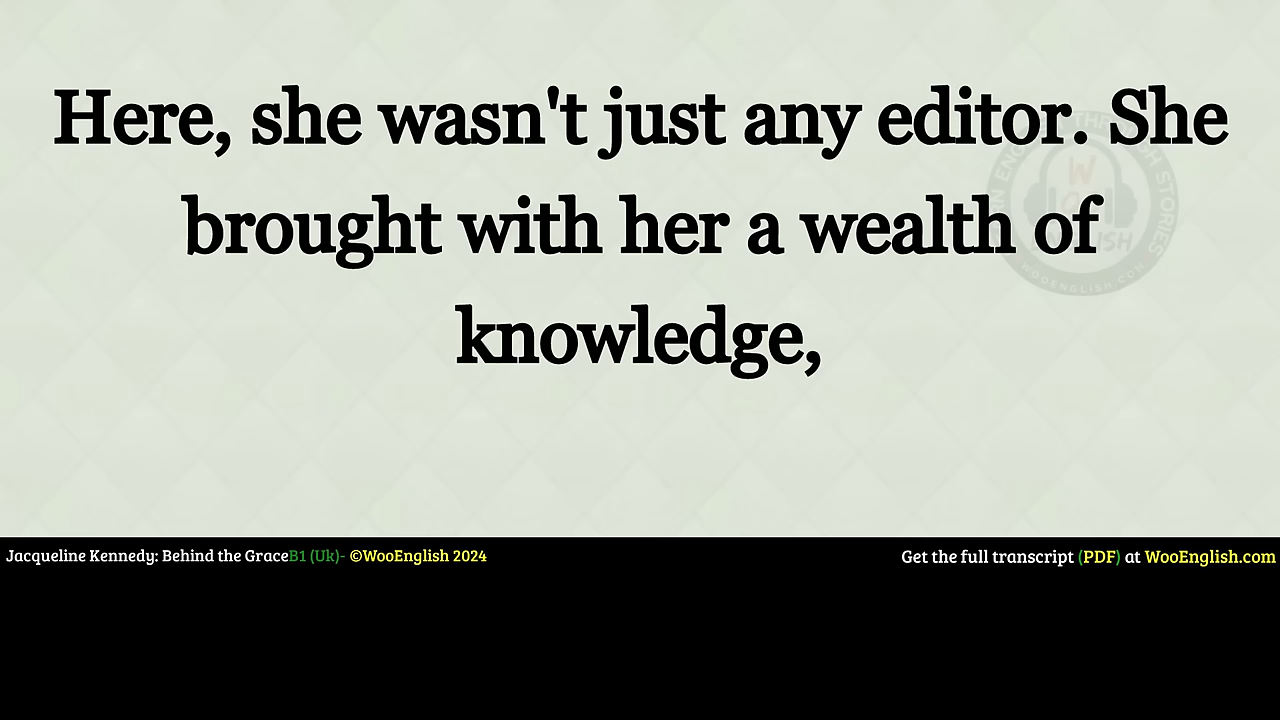 Here, she wasn't just any editor. She
brought with her a wealth of
knowledge,
Jacqueline Kennedy: Behind the GraceB1 (Uk)- ©WooEnglish 2024
Get the full transcript (PDF) at WooEnglish.com